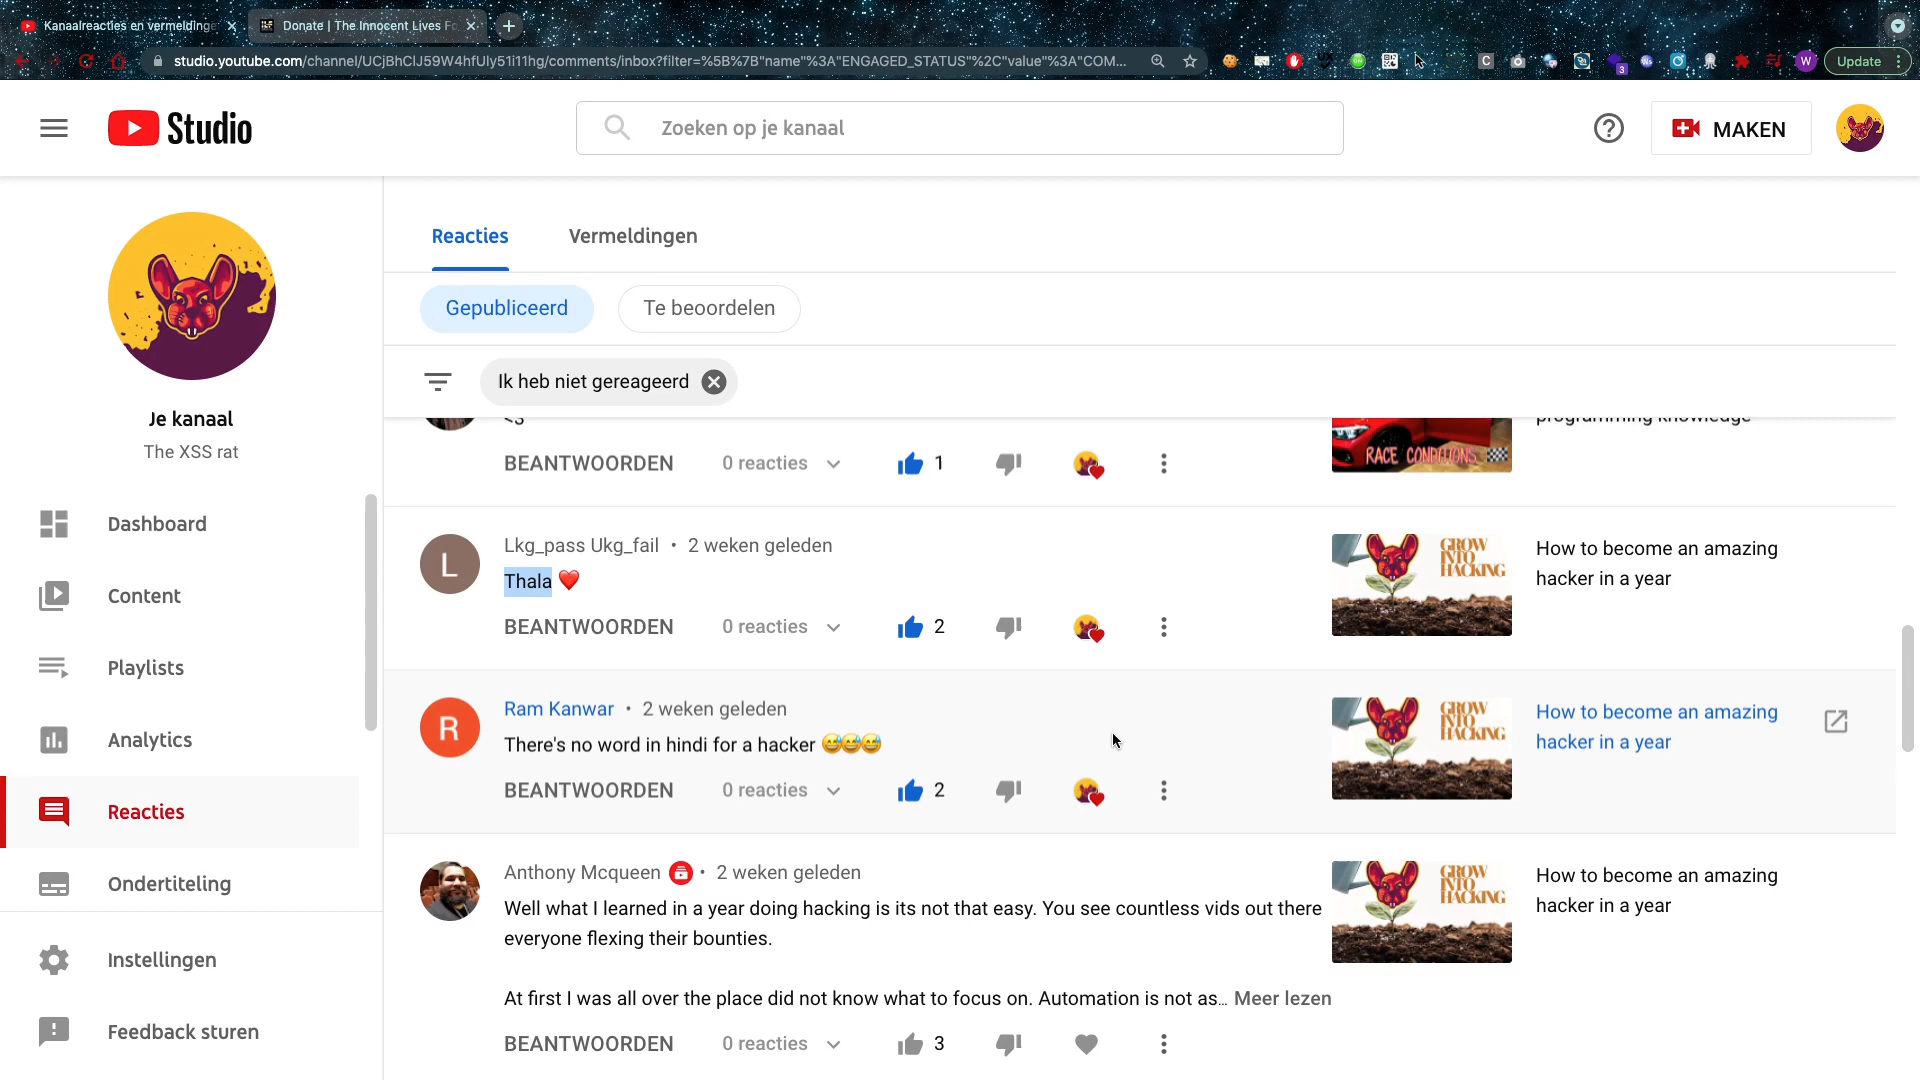 Kanaalreacties en vermeldinge
Donate | The Innocent Lives Fo
studio.youtube.com/channel/UCjBhClJ59W4hfUly51i11hg/comments/inbox?filter=%5B%7B"name"%3A"ENGAGED_STATUS"%2C"value"%3A"COM...
C
3
W
Update
Studio
Zoeken op je kanaal
MAKEN
Je kanaal
The XSS rat
Dashboard
Content
Playlists
Analytics
Reacties
Ondertiteling
Instellingen
Feedback sturen
Reacties
Vermeldingen
Gepubliceerd
Te beoordelen
Ik heb niet gereageerd
<3
programming knowledge
RACE CONDITIONS
BEANTWOORDEN
0 reacties
1
L
Lkg_pass Ukg_fail • 2 weken geleden
Thala ❤️
BEANTWOORDEN
0 reacties
2
GROW
INTO
HACKING
How to become an amazing
hacker in a year
R
Ram Kanwar • 2 weken geleden
There's no word in hindi for a hacker 😅😅😅
BEANTWOORDEN
0 reacties
2
GROW
INTO
HACKING
How to become an amazing
hacker in a year
Anthony Mcqueen • 2 weken geleden
Well what I learned in a year doing hacking is its not that easy. You see countless vids out there
everyone flexing their bounties.
At first I was all over the place did not know what to focus on. Automation is not as... Meer lezen
BEANTWOORDEN
0 reacties
3
GROW
INTO
HACKING
How to become an amazing
hacker in a year